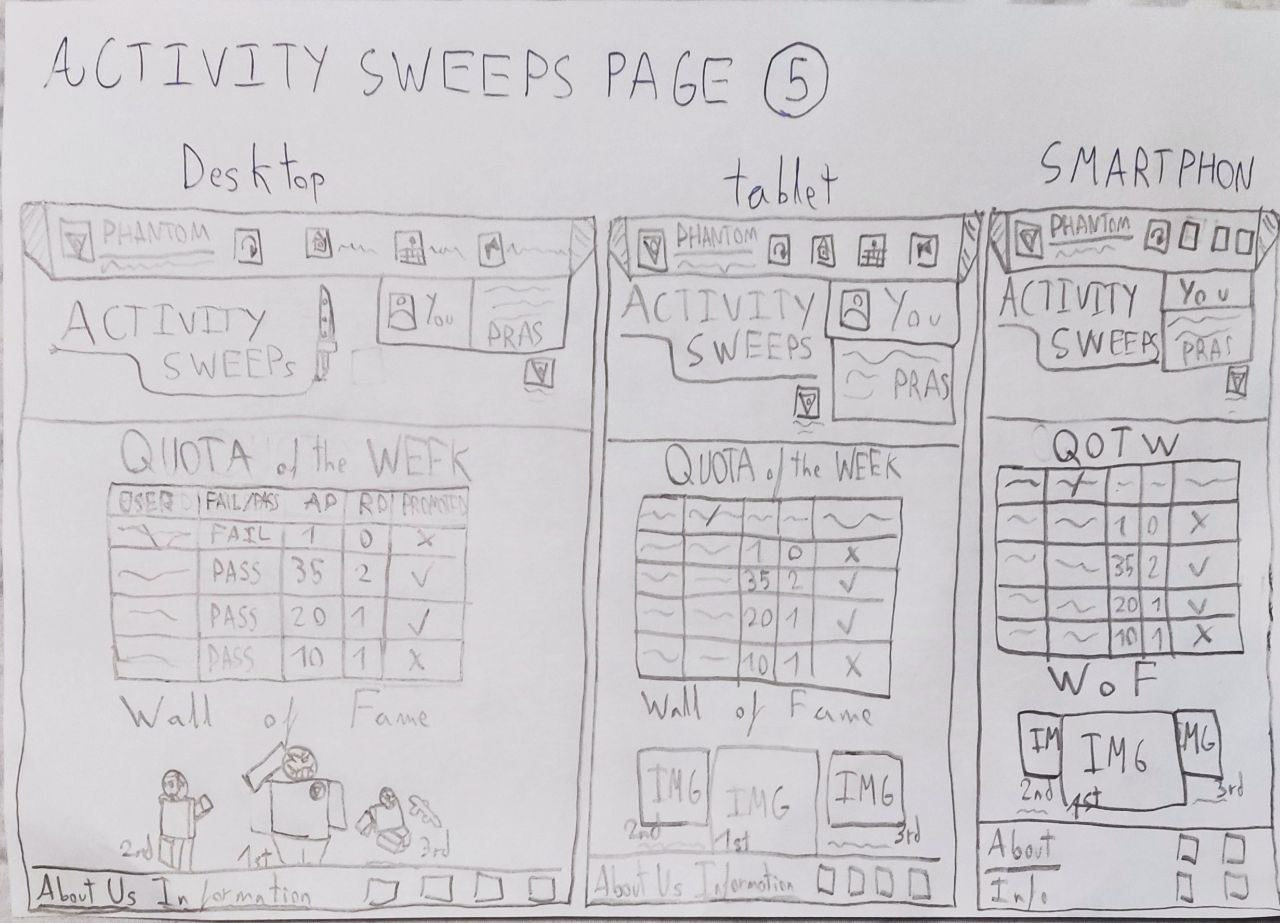 ACTIVITY SWEEPS PAGE 5
Desktop
PHANTOM
ACTIVITY
SWEEPS
You
PRAS
QUOTA of the WEEK
USER FAIL/PASS AP RD PROMOTED
FAIL 1 0 X
PASS 35 2 ✓
PASS 20 1 ✓
PASS 10 1 X
Wall of Fame
2nd 1st 3rd
About Us Information
tablet
PHANTOM
ACTIVITY
SWEEPS
You
PRAS
QUOTA of the WEEK
1 0 X
35 2 ✓
20 1 ✓
10 1 X
Wall of Fame
IMG IMG IMG
2nd 1st 3rd
About Us Information
SMARTPHON
PHANTOM
ACTIVITY
SWEEPS
You
PRAS
QOTW
1 0 X
35 2 ✓
20 1 ✓
10 1 X
WoF
IM IMG MG
2nd 1st 3rd
About
Info